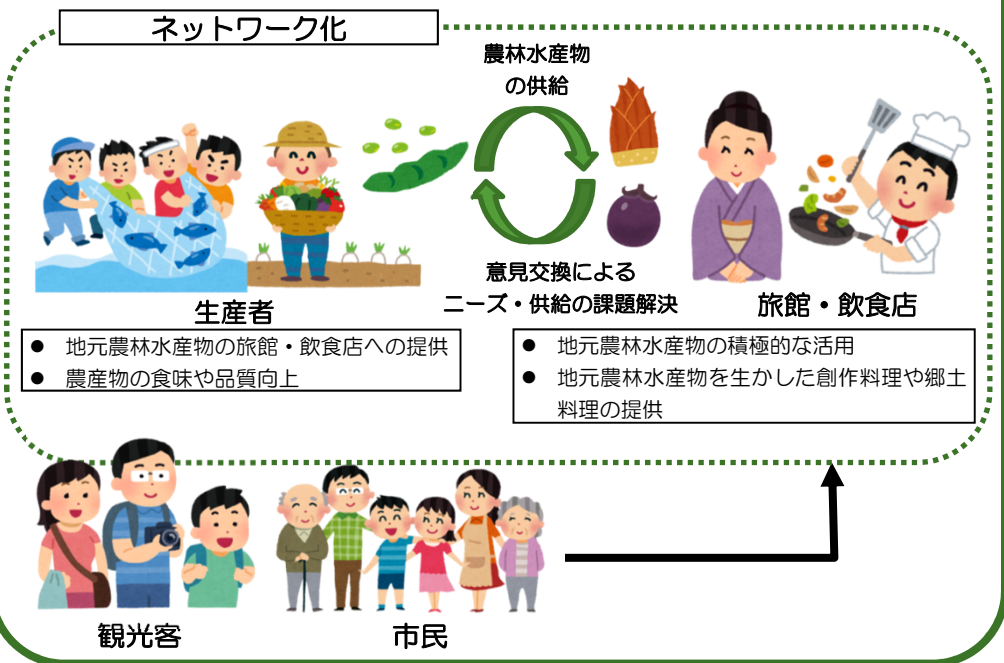 ネットワーク化
農林水産物
の供給
意見交換による
ニーズ・供給の課題解決
生産者
旅館・飲食店
● 地元農林水産物の旅館・飲食店への提供
● 農産物の食味や品質向上
● 地元農林水産物の積極的な活用
● 地元農林水産物を生かした創作料理や郷土
料理の提供
観光客
市民